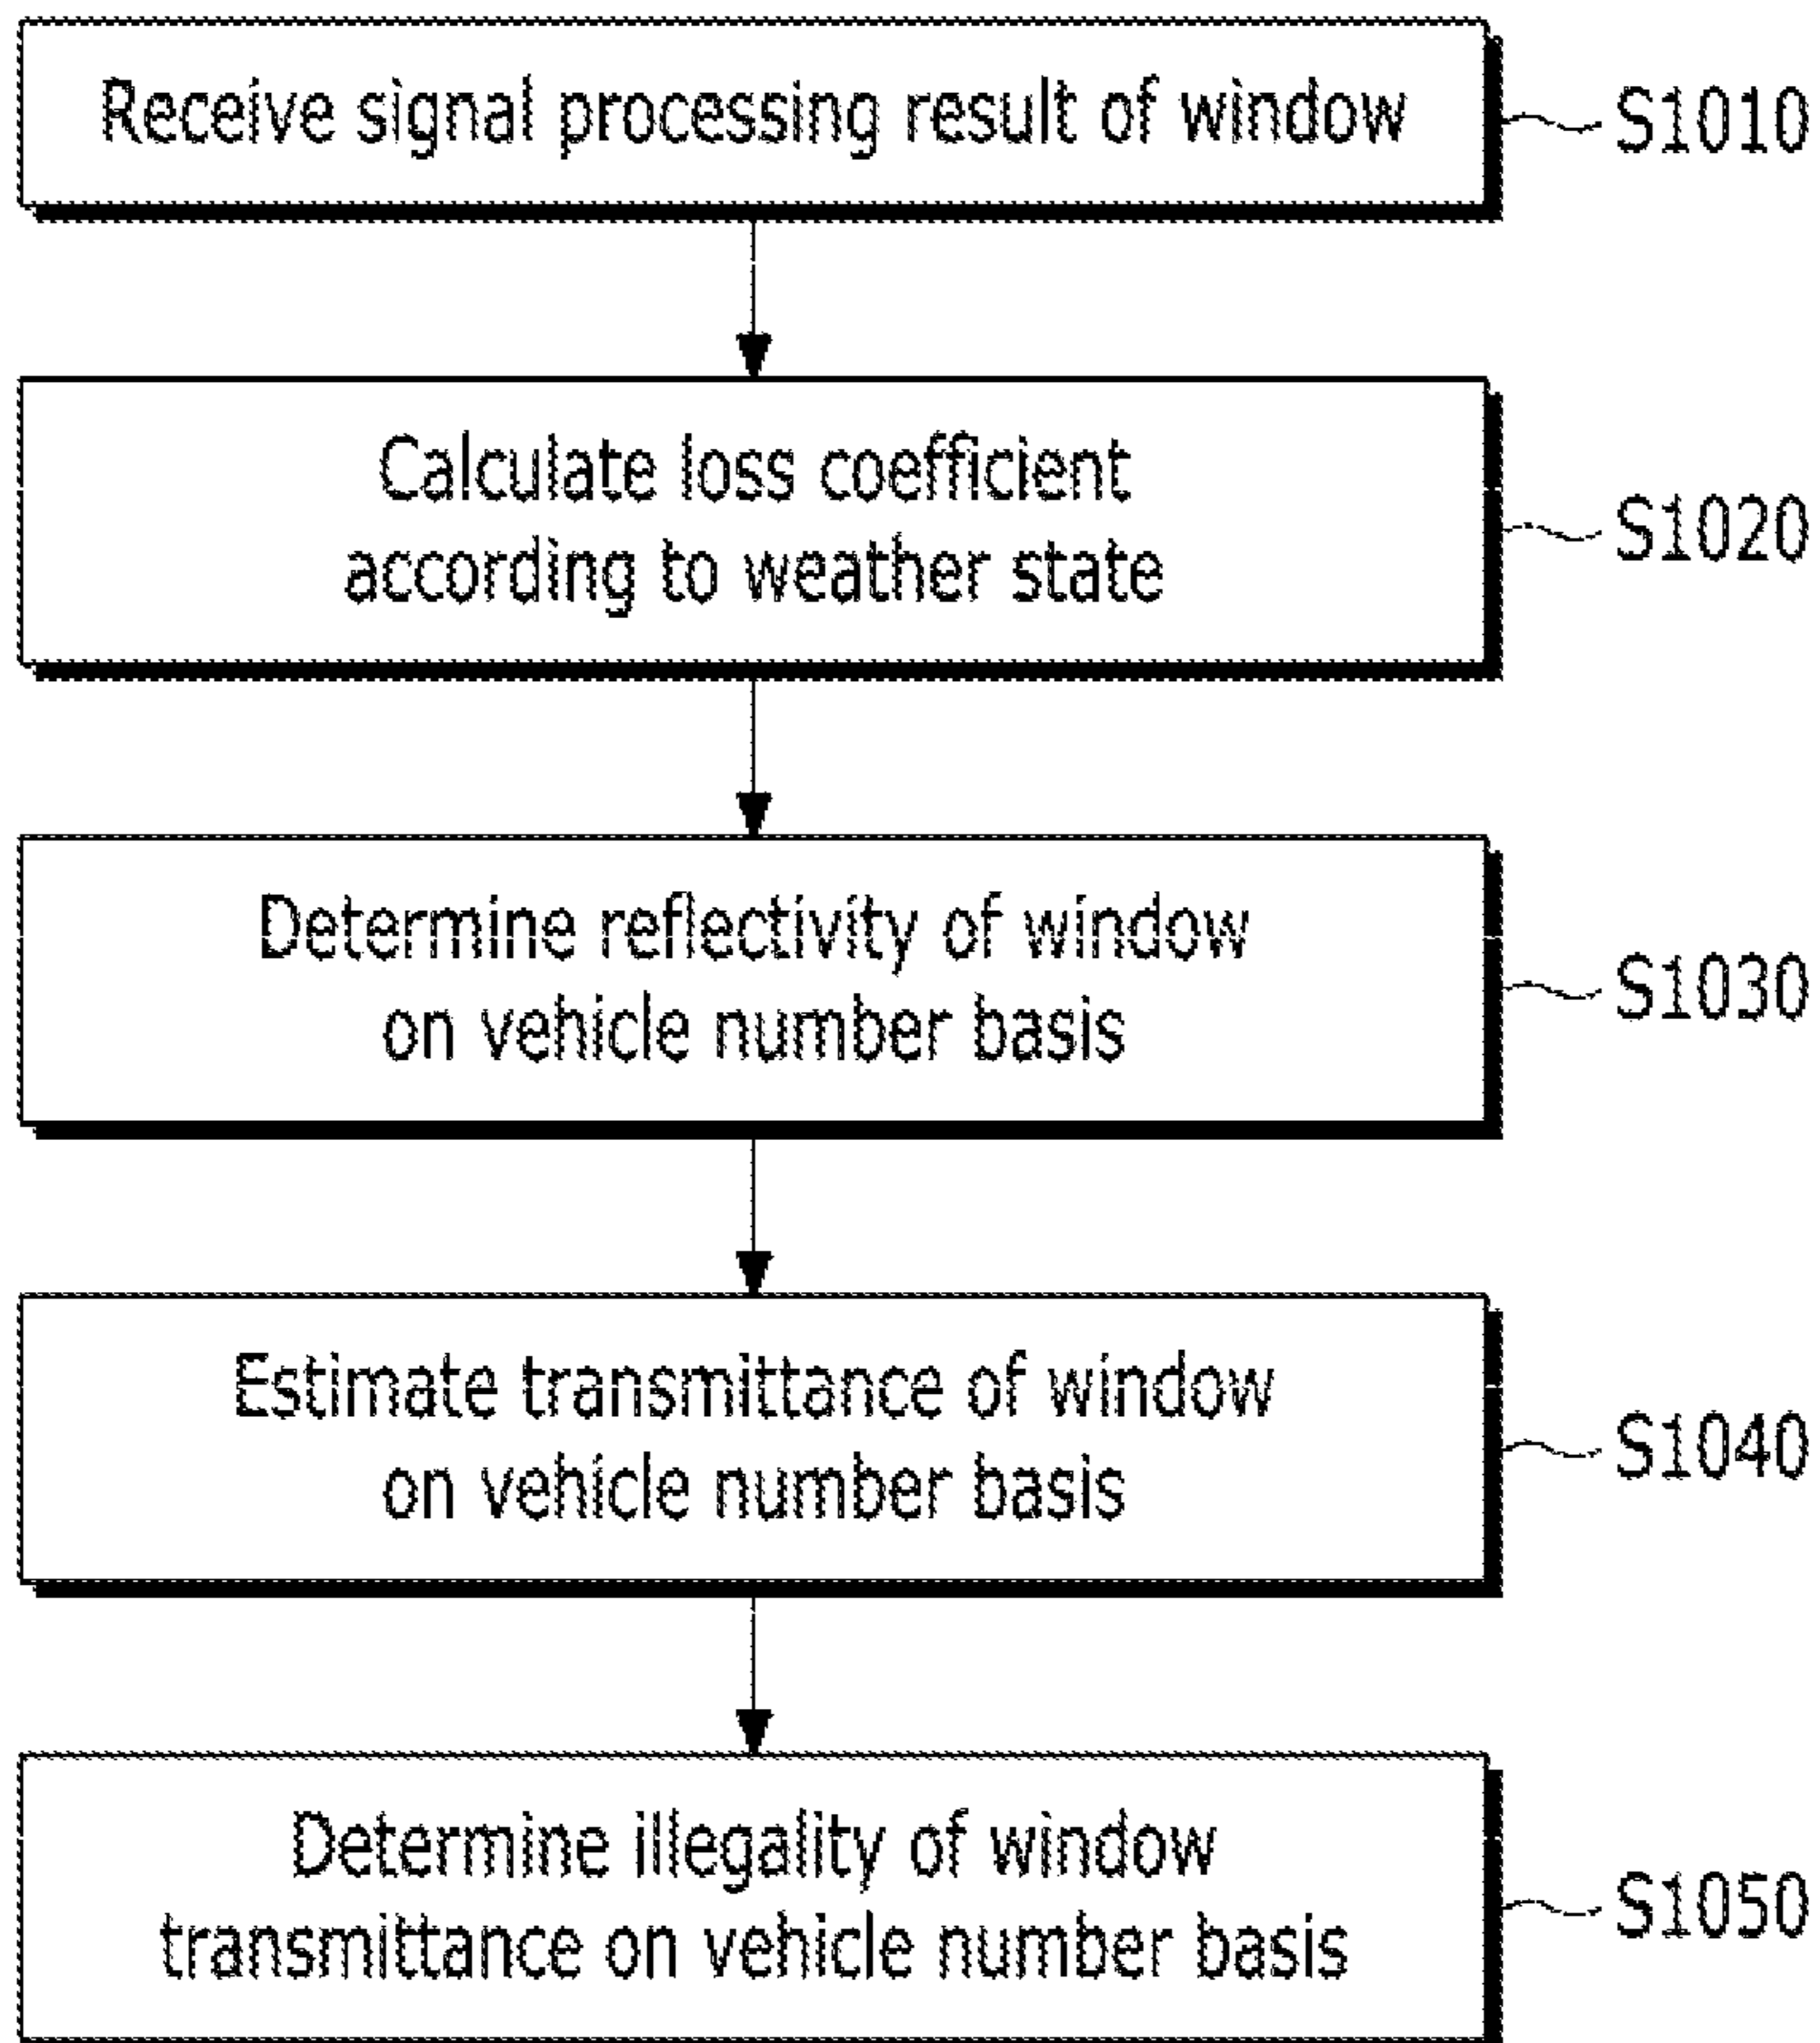 Receive signal processing result of window
S1010
Calculate loss coefficient
according to weather state
S1020
Determine reflectivity of window
on vehicle number basis
S1030
Estimate transmittance of window
on vehicle number basis
S1040
Determine illegality of window
transmittance on vehicle number basis
S1050